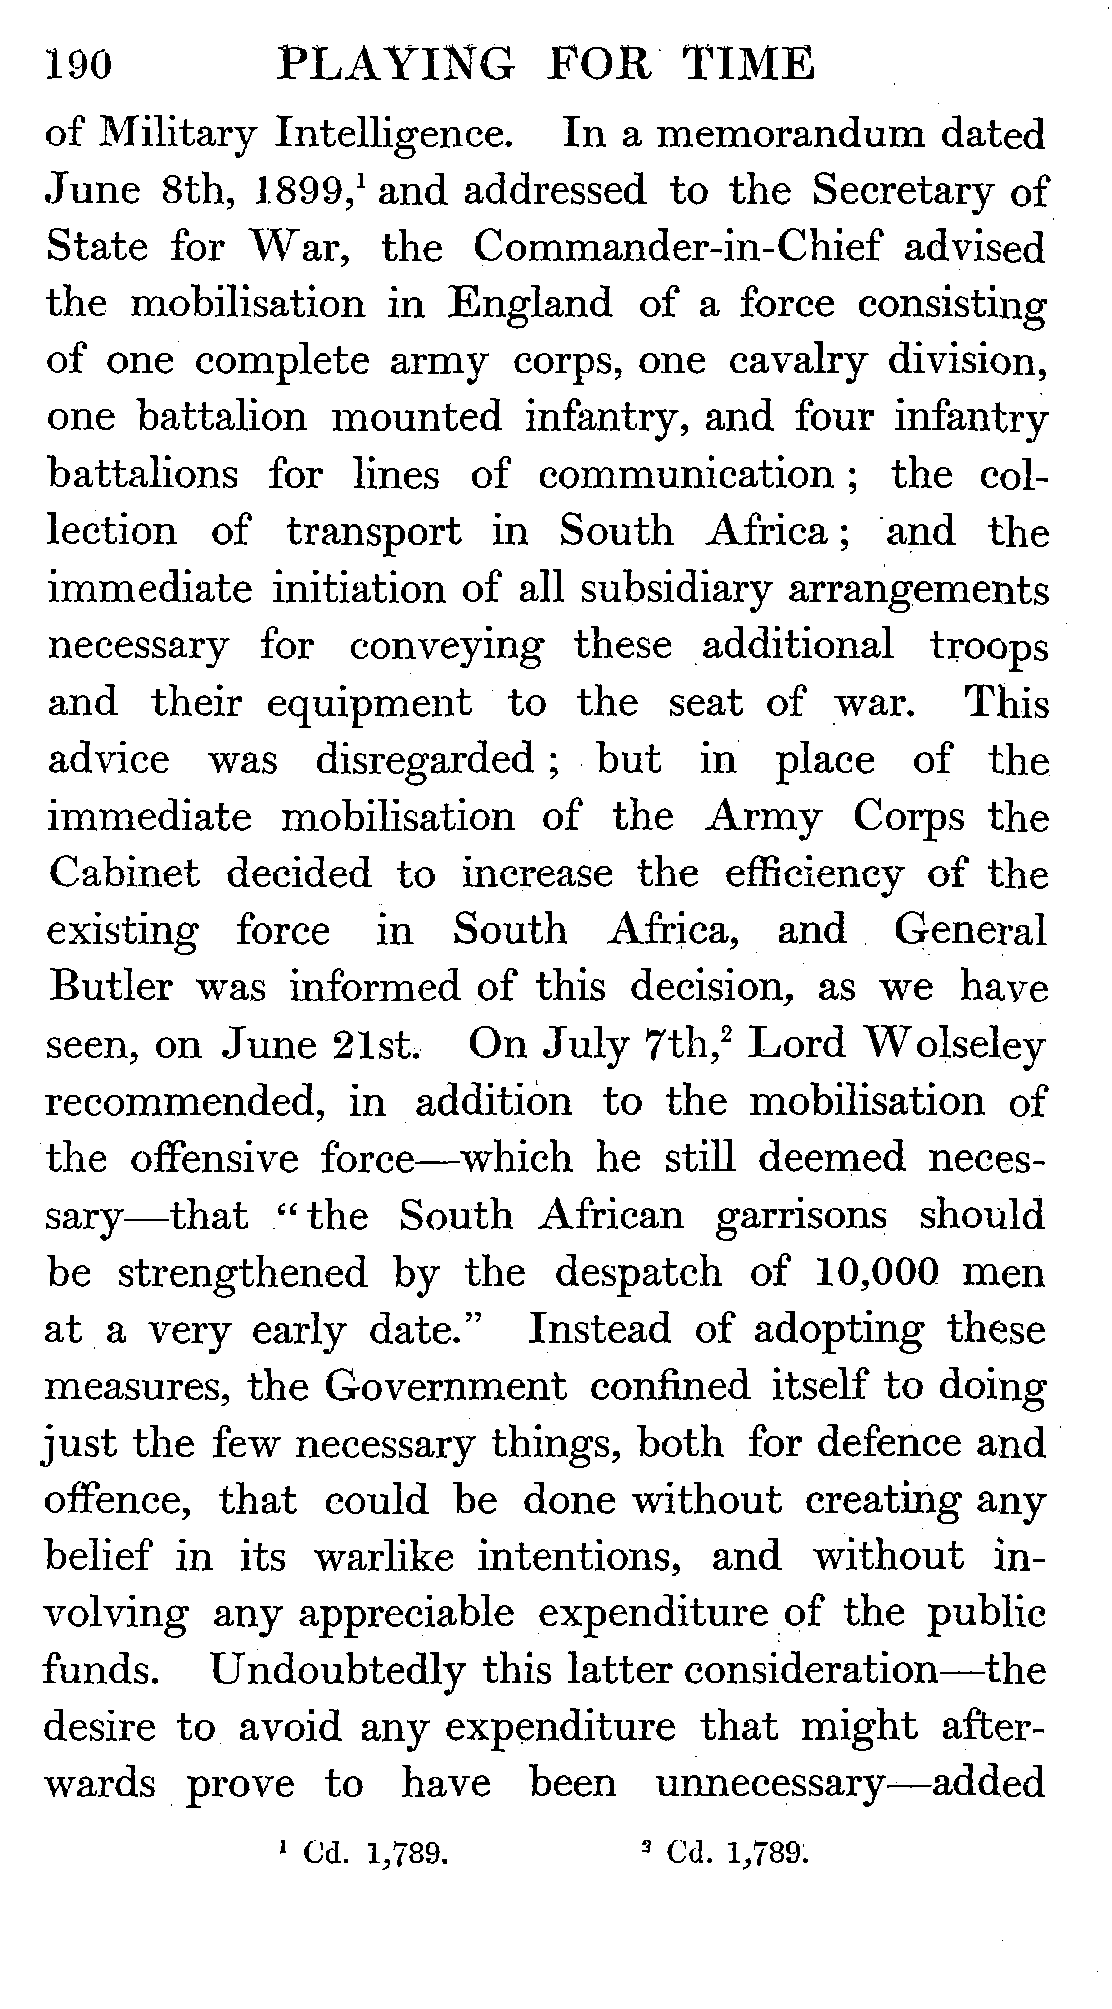 190 PLAYING FOR TIME
of Military Intelligence. In a memorandum dated
June 8th, 1899,¹ and addressed to the Secretary of
State for War, the Commander-in-Chief advised
the mobilisation in England of a force consisting
of one complete army corps, one cavalry division,
one battalion mounted infantry, and four infantry
battalions for lines of communication ; the col-
lection of transport in South Africa ; and the
immediate initiation of all subsidiary arrangements
necessary for conveying these additional troops
and their equipment to the seat of war. This
advice was disregarded ; but in place of the
immediate mobilisation of the Army Corps the
Cabinet decided to increase the efficiency of the
existing force in South Africa, and General
Butler was informed of this decision, as we have
seen, on June 21st. On July 7th,² Lord Wolseley
recommended, in addition to the mobilisation of
the offensive force—which he still deemed neces-
sary—that "the South African garrisons should
be strengthened by the despatch of 10,000 men
at a very early date." Instead of adopting these
measures, the Government confined itself to doing
just the few necessary things, both for defence and
offence, that could be done without creating any
belief in its warlike intentions, and without in-
volving any appreciable expenditure of the public
funds. Undoubtedly this latter consideration—the
desire to avoid any expenditure that might after-
wards prove to have been unnecessary—added
¹ Cd. 1,789. ² Cd. 1,789.